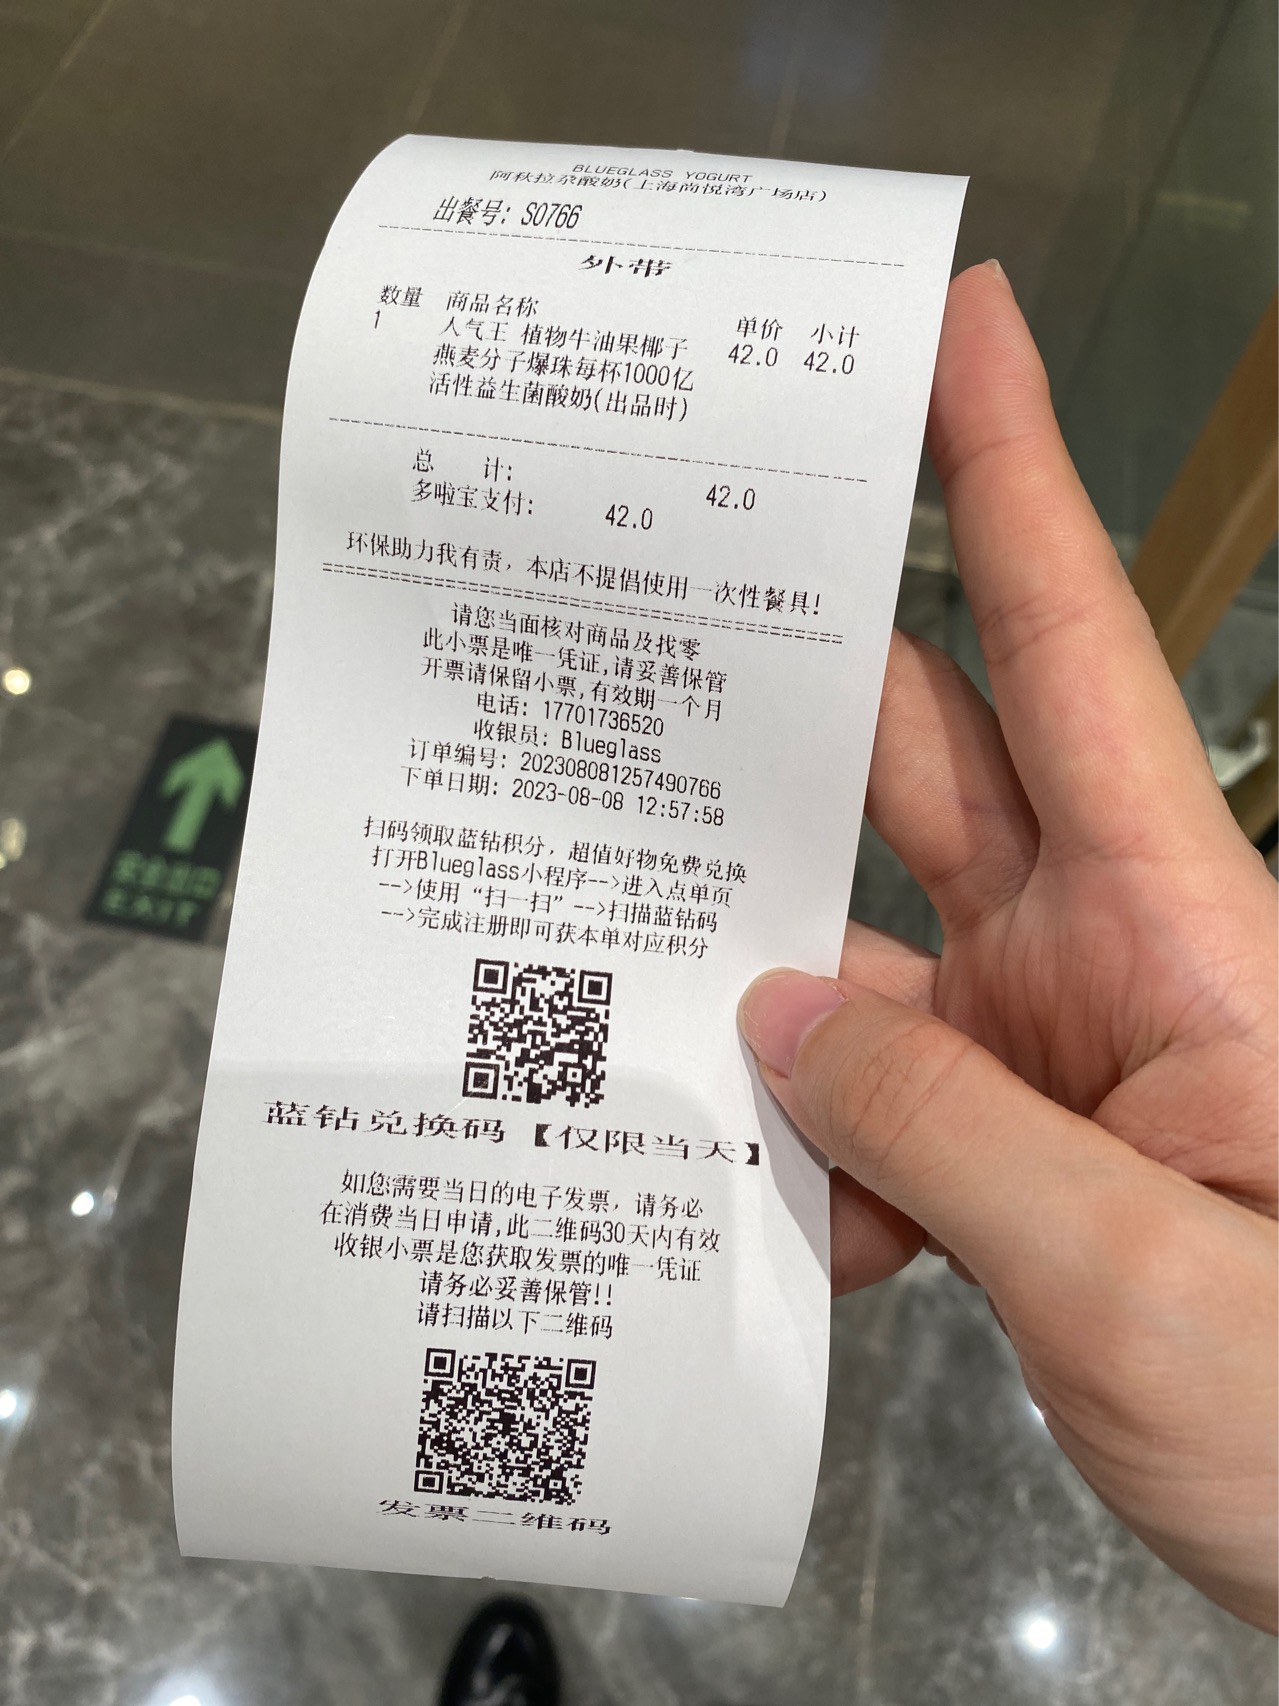 BLUEGLASS YOGURT
阿秋拉尕酸奶(上海尚悦湾广场店)
出餐号: S0766
外带
数量 商品名称 单价 小计
1 人气王 植物牛油果椰子 42.0 42.0
燕麦分子爆珠每杯1000亿
活性益生菌酸奶(出品时)
总 计: 42.0
多啦宝支付: 42.0
环保助力我有责, 本店不提倡使用一次性餐具!
请您当面核对商品及找零
此小票是唯一凭证,请妥善保管
开票请保留小票,有效期一个月
电话: 17701736520
收银员: Blueglass
订单编号: 202308081257490766
下单日期: 2023-08-08 12:57:58
扫码领取蓝钻积分, 超值好物免费兑换
打开Blueglass小程序-->进入点单页
-->使用“扫一扫”-->扫描蓝钻码
-->完成注册即可获本单对应积分
蓝钻兑换码【仅限当天】
如您需要当日的电子发票, 请务必
在消费当日申请,此二维码30天内有效
收银小票是您获取发票的唯一凭证
请务必妥善保管!!
请扫描以下二维码
发票二维码
安全出口
EXIT